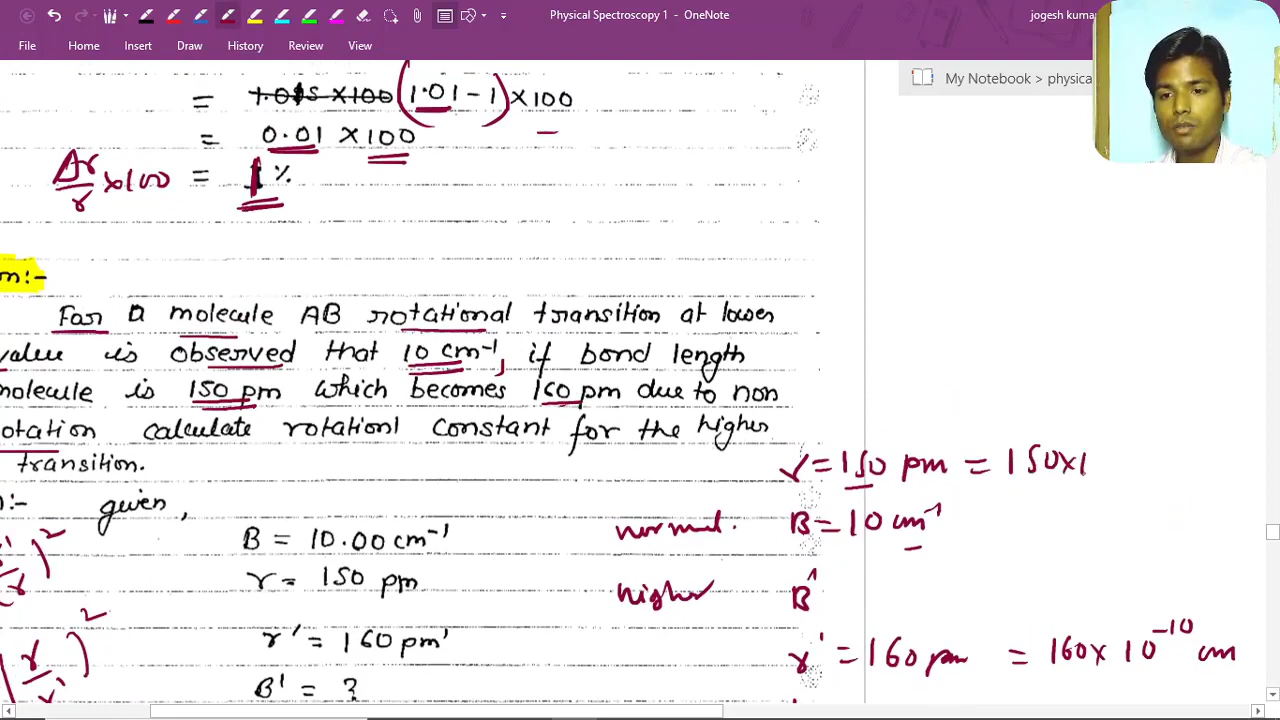 Physical Spectroscopy 1 - OneNote
jogesh kuma
File Home Insert Draw History Review View
My Notebook > physica
= (1.01 - 1) × 100
= 0.01 × 100
Δr/r ×100 = 1 %
n:-
For a molecule AB rotational transition at lower
value is observed that 10 cm⁻¹, if bond length
molecule is 150 pm which becomes 160 pm due to non
otation calculate rotationl constant for the higher
transition.
r = 150 pm = 150×1
n:- given,
B = 10.00 cm⁻¹
normal. B = 10 cm⁻¹
r = 150 pm
higher B'
r' = 160 pm
r' = 160 pm = 160× 10⁻¹⁰ cm
B' = ?